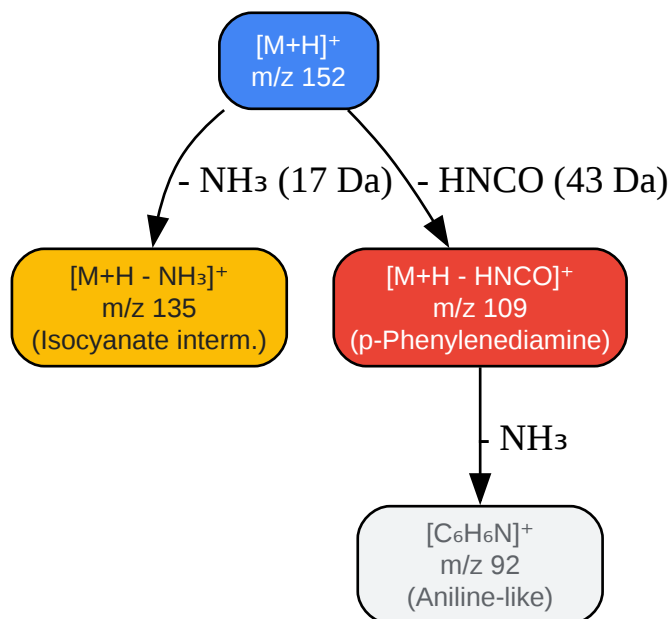 [M+H]⁺
m/z 152
- NH₃ (17 Da)
- HNCO (43 Da)
[M+H - NH₃]⁺
m/z 135
(Isocyanate interm.)
[M+H - HNCO]⁺
m/z 109
(p-Phenylenediamine)
- NH₃
[C₆H₆N]⁺
m/z 92
(Aniline-like)